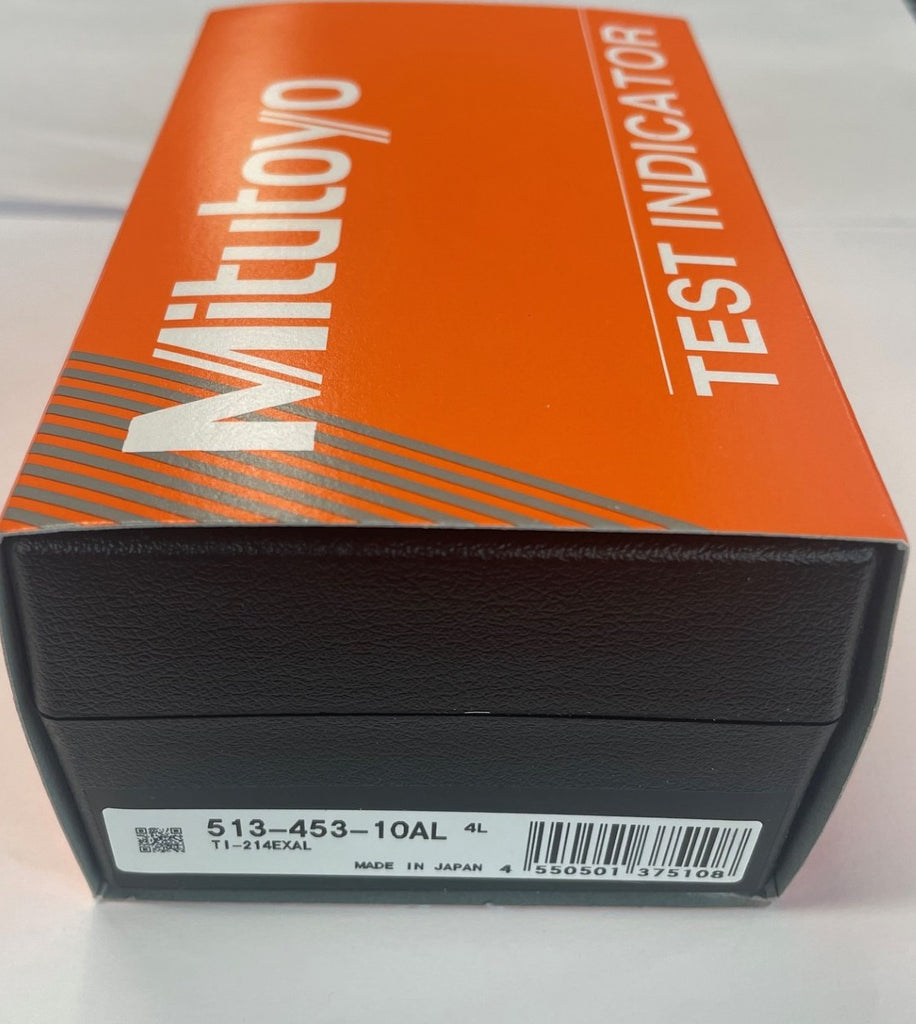 Mitutoyo
TEST INDICATOR
513-453-10AL 4L
TI-214EXAL
MADE IN JAPAN 4 550501 375108